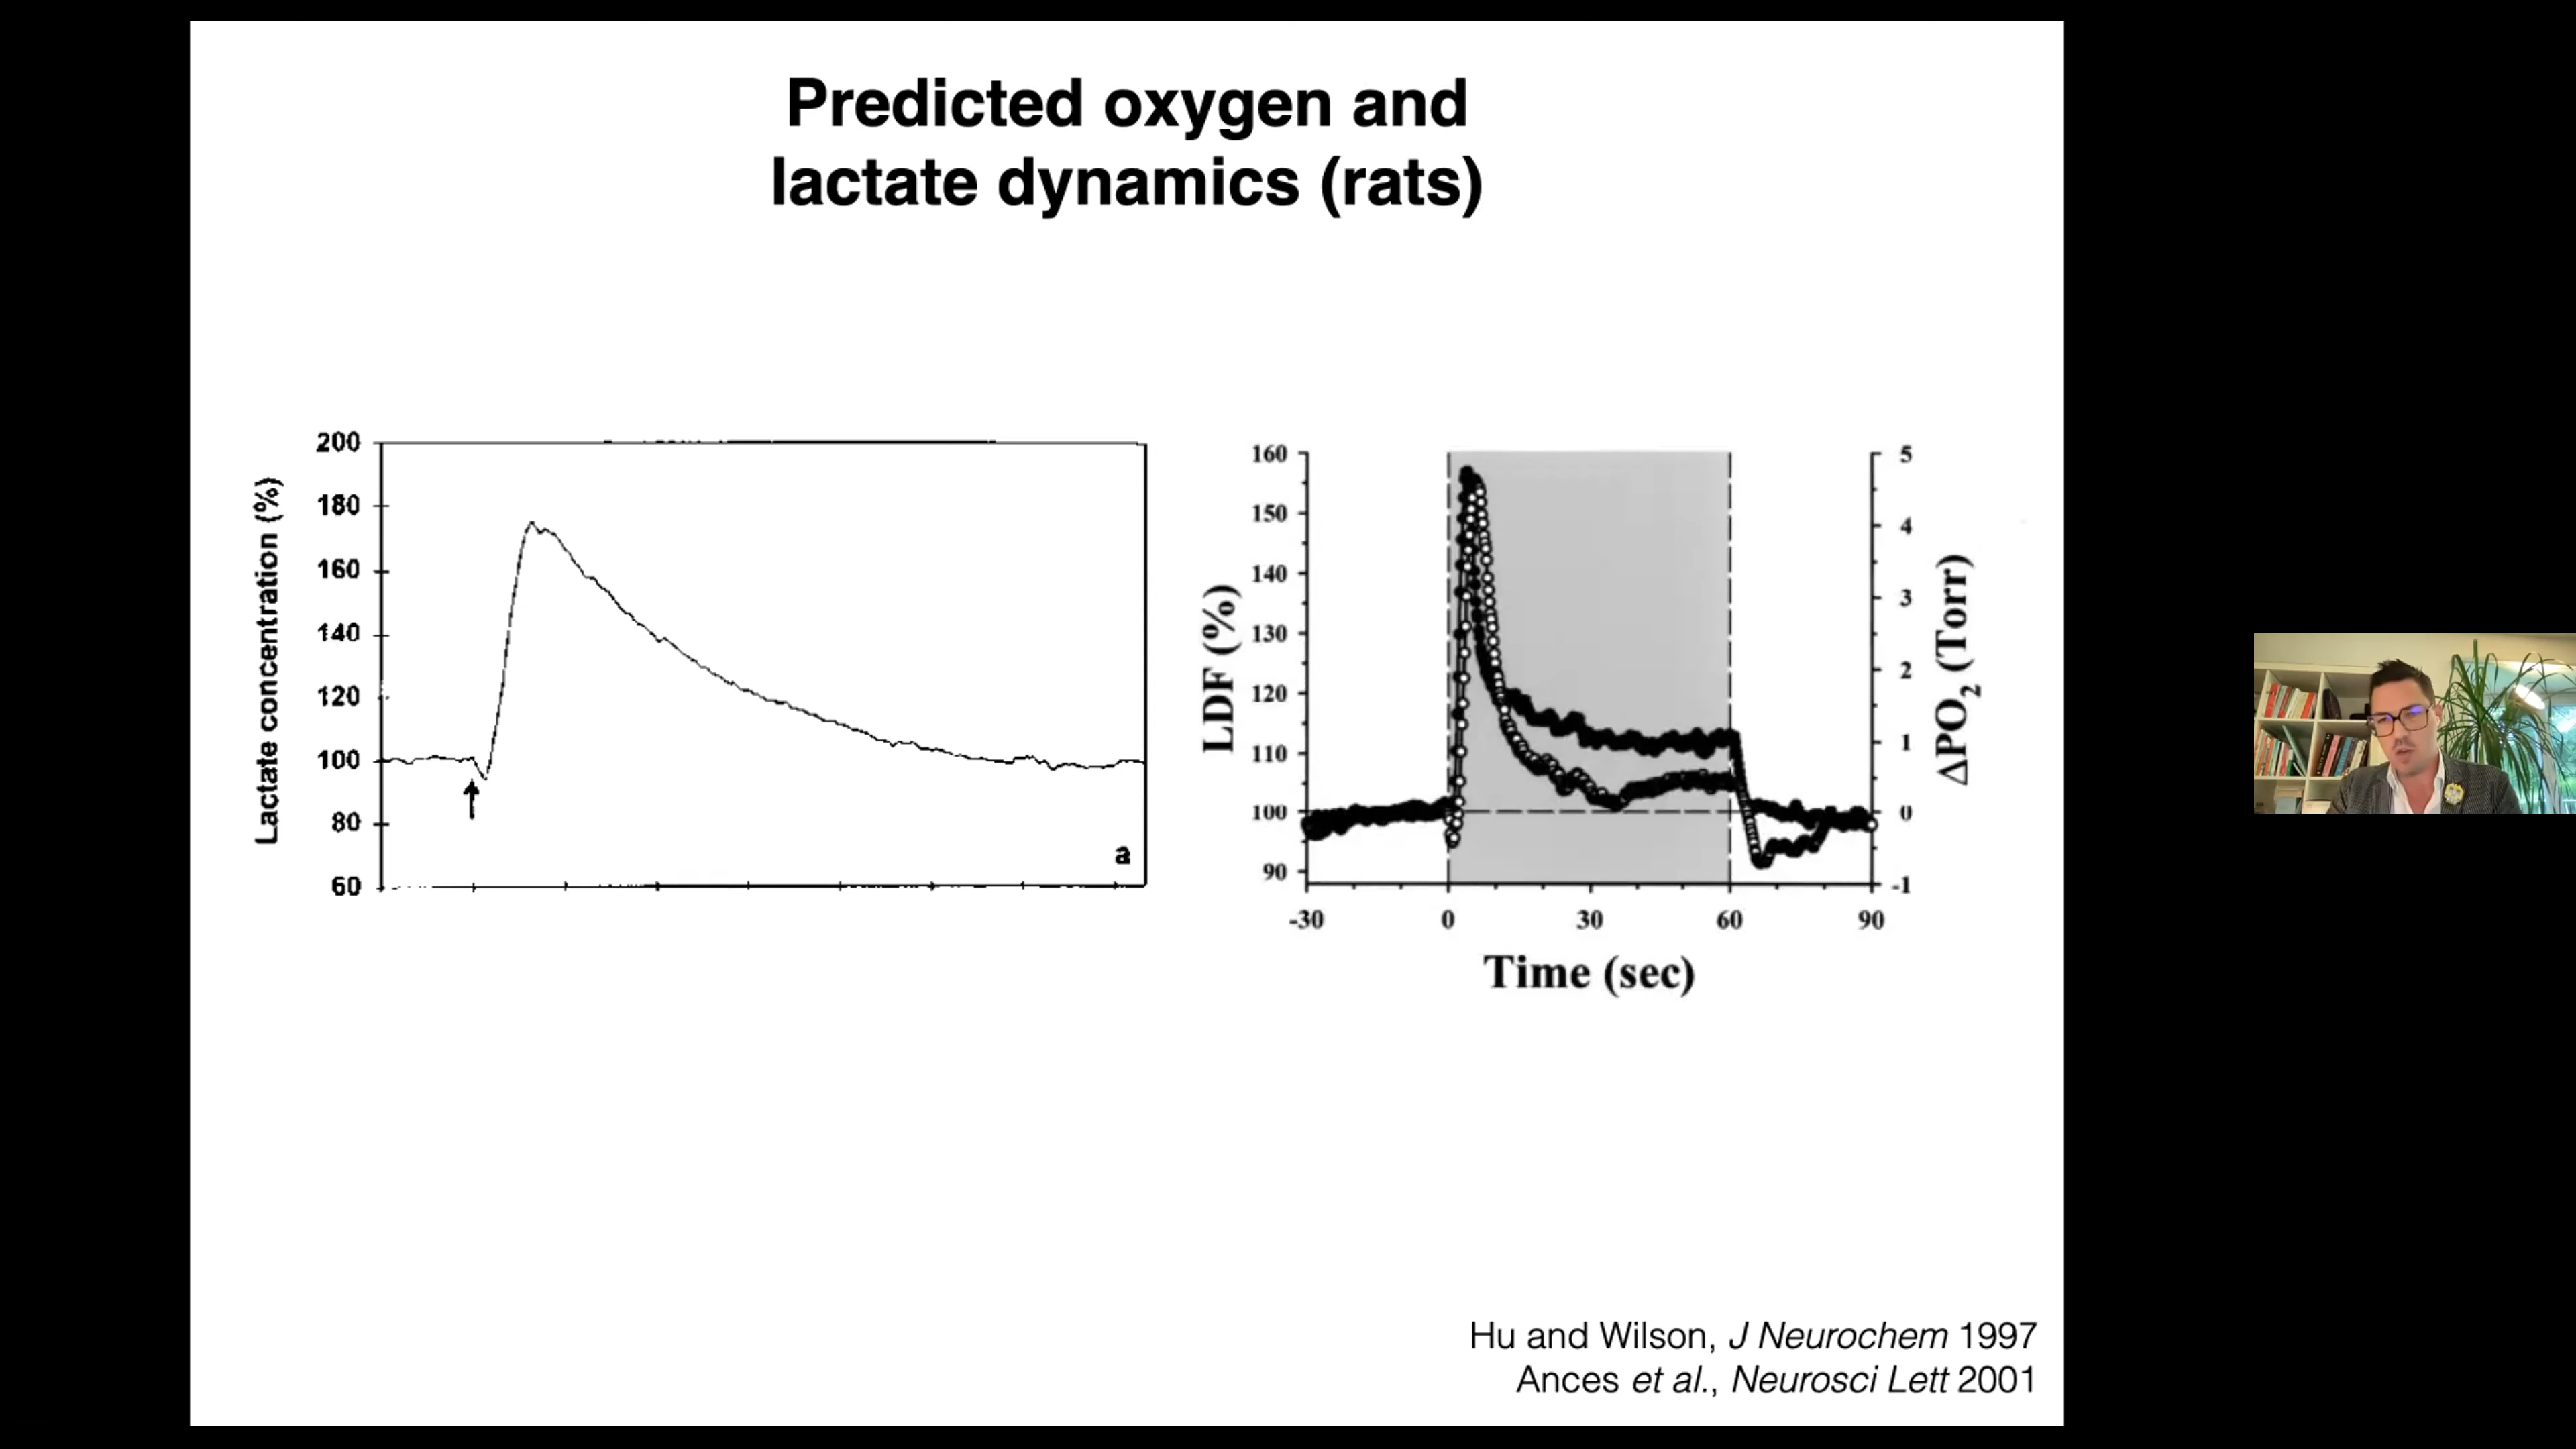 Predicted oxygen and
lactate dynamics (rats)
Lactate concentration (%)
200
180
160
140
120
100
80
60
a
LDF (%)
160
150
140
130
120
110
100
90
5
4
3
2
1
0
-1
ΔPO2 (Torr)
-30 0 30 60 90
Time (sec)
Hu and Wilson, J Neurochem 1997
Ances et al., Neurosci Lett 2001